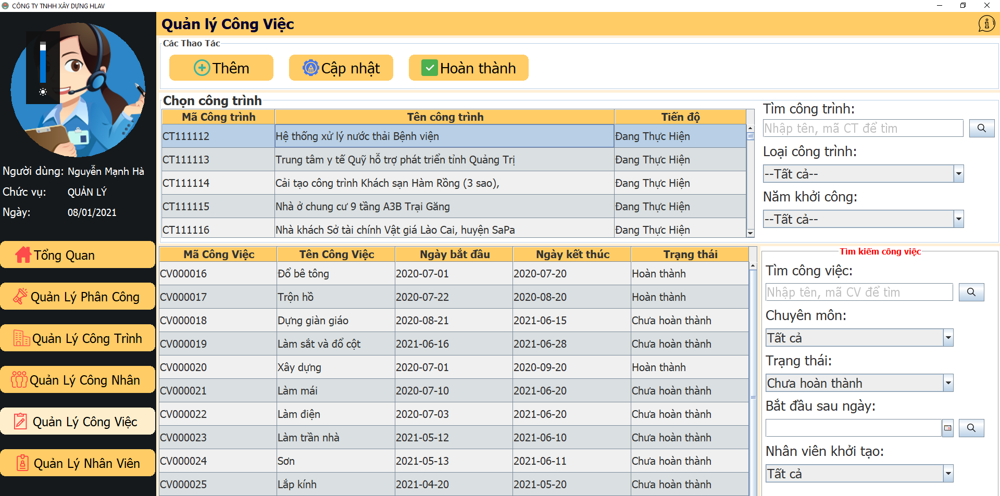 CÔNG TY TNHH XÂY DỰNG HLAV
Quản lý Công Việc
Các Thao Tác
Thêm
Cập nhật
Hoàn thành
Người dùng: Nguyễn Mạnh Hà
Chức vụ: QUẢN LÝ
Ngày: 08/01/2021
Tổng Quan
Quản Lý Phân Công
Quản Lý Công Trình
Quản Lý Công Nhân
Quản Lý Công Việc
Quản Lý Nhân Viên
Chọn công trình
Mã Công trình Tên công trình Tiến độ
CT111112 Hệ thống xử lý nước thải Bệnh viện Đang Thực Hiện
CT111113 Trung tâm y tế Quỹ hỗ trợ phát triển tỉnh Quảng Trị Đang Thực Hiện
CT111114 Cải tạo công trình Khách sạn Hàm Rồng (3 sao), Đang Thực Hiện
CT111115 Nhà ở chung cư 9 tầng A3B Trại Găng Đang Thực Hiện
CT111116 Nhà khách Sở tài chính Vật giá Lào Cai, huyện SaPa Đang Thực Hiện
Tìm công trình:
Nhập tên, mã CT để tìm
Loại công trình:
--Tất cả--
Năm khởi công:
--Tất cả--
Mã Công Việc Tên Công Việc Ngày bắt đầu Ngày kết thúc Trạng thái
CV000016 Đổ bê tông 2020-07-01 2020-07-20 Hoàn thành
CV000017 Trộn hồ 2020-07-22 2020-08-20 Hoàn thành
CV000018 Dựng giàn giáo 2020-08-21 2021-06-15 Chưa hoàn thành
CV000019 Làm sắt và đổ cột 2021-06-16 2021-06-28 Chưa hoàn thành
CV000020 Xây dựng 2020-07-01 2020-09-20 Hoàn thành
CV000021 Làm mái 2020-07-10 2021-06-20 Chưa hoàn thành
CV000022 Làm điện 2020-07-03 2021-06-20 Chưa hoàn thành
CV000023 Làm trần nhà 2021-05-12 2021-06-10 Chưa hoàn thành
CV000024 Sơn 2021-05-13 2021-06-11 Chưa hoàn thành
CV000025 Lắp kính 2021-04-20 2021-05-20 Chưa hoàn thành
Tìm kiếm công việc
Tìm công việc:
Nhập tên, mã CV để tìm
Chuyên môn:
Tất cả
Trạng thái:
Chưa hoàn thành
Bắt đầu sau ngày:
Nhân viên khởi tạo:
Tất cả